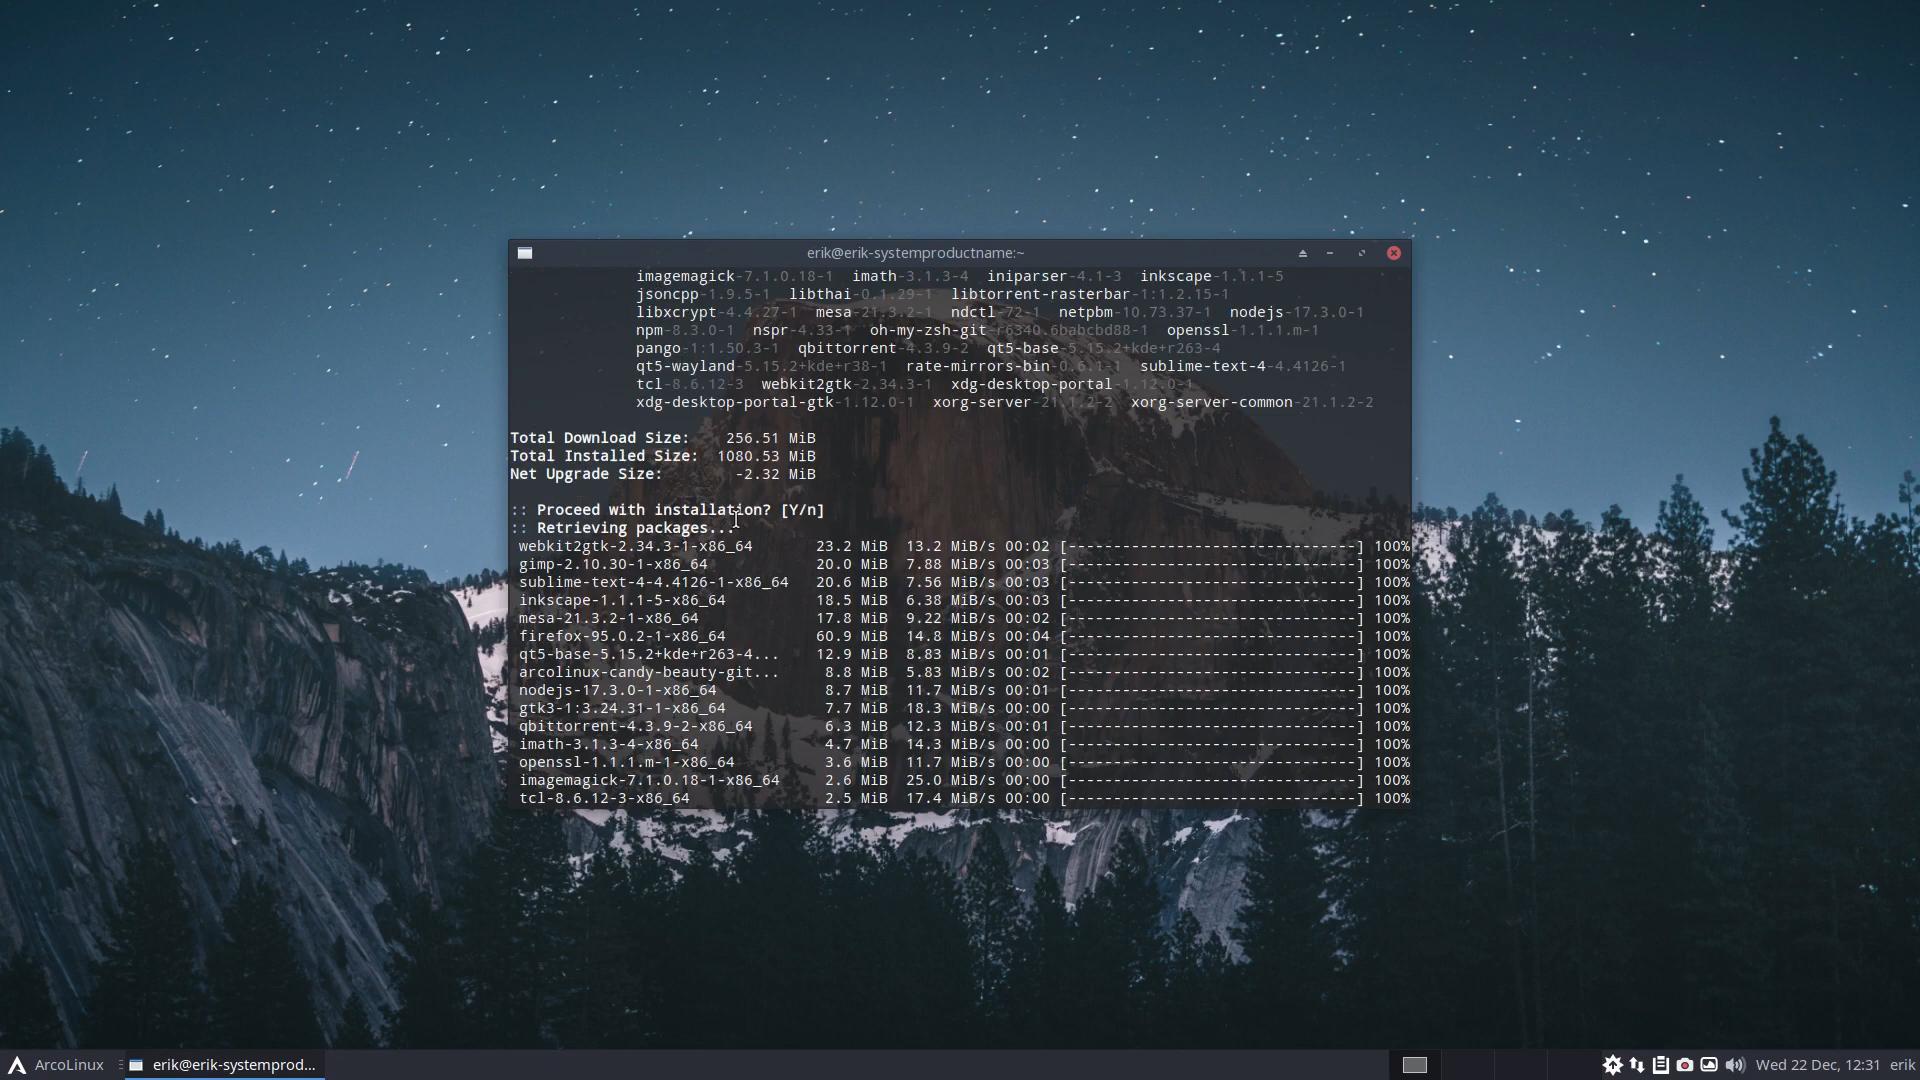 erik@erik-systemproductname:~
imagemagick-7.1.0.18-1  imath-3.1.3-4  iniparser-4.1-3  inkscape-1.1.1-5
jsoncpp-1.9.5-1  libthai-0.1.29-1  libtorrent-rasterbar-1:1.2.15-1
libxcrypt-4.4.27-1  mesa-21.3.2-1  ndctl-72-1  netpbm-10.73.37-1  nodejs-17.3.0-1
npm-8.3.0-1  nspr-4.33-1  oh-my-zsh-git-r6340.6babcbd88-1  openssl-1.1.1.m-1
pango-1:1.50.3-1  qbittorrent-4.3.9-2  qt5-base-5.15.2+kde+r263-4
qt5-wayland-5.15.2+kde+r38-1  rate-mirrors-bin-0.6.1-1  sublime-text-4-4.4126-1
tcl-8.6.12-3  webkit2gtk-2.34.3-1  xdg-desktop-portal-1.12.0-1
xdg-desktop-portal-gtk-1.12.0-1  xorg-server-21.1.2-2  xorg-server-common-21.1.2-2
Total Download Size:    256.51 MiB
Total Installed Size:  1080.53 MiB
Net Upgrade Size:        -2.32 MiB
:: Proceed with installation? [Y/n]
:: Retrieving packages...
webkit2gtk-2.34.3-1-x86_64  23.2 MiB  13.2 MiB/s 00:02 [--------------------------------] 100%
gimp-2.10.30-1-x86_64  20.0 MiB  7.88 MiB/s 00:03 [--------------------------------] 100%
sublime-text-4-4.4126-1-x86_64  20.6 MiB  7.56 MiB/s 00:03 [--------------------------------] 100%
inkscape-1.1.1-5-x86_64  18.5 MiB  6.38 MiB/s 00:03 [--------------------------------] 100%
mesa-21.3.2-1-x86_64  17.8 MiB  9.22 MiB/s 00:02 [--------------------------------] 100%
firefox-95.0.2-1-x86_64  60.9 MiB  14.8 MiB/s 00:04 [--------------------------------] 100%
qt5-base-5.15.2+kde+r263-4...  12.9 MiB  8.83 MiB/s 00:01 [--------------------------------] 100%
arcolinux-candy-beauty-git...  8.8 MiB  5.83 MiB/s 00:02 [--------------------------------] 100%
nodejs-17.3.0-1-x86_64  8.7 MiB  11.7 MiB/s 00:01 [--------------------------------] 100%
gtk3-1:3.24.31-1-x86_64  7.7 MiB  18.3 MiB/s 00:00 [--------------------------------] 100%
qbittorrent-4.3.9-2-x86_64  6.3 MiB  12.3 MiB/s 00:01 [--------------------------------] 100%
imath-3.1.3-4-x86_64  4.7 MiB  14.3 MiB/s 00:00 [--------------------------------] 100%
openssl-1.1.1.m-1-x86_64  3.6 MiB  11.7 MiB/s 00:00 [--------------------------------] 100%
imagemagick-7.1.0.18-1-x86_64  2.6 MiB  25.0 MiB/s 00:00 [--------------------------------] 100%
tcl-8.6.12-3-x86_64  2.5 MiB  17.4 MiB/s 00:00 [--------------------------------] 100%
ArcoLinux  erik@erik-systemprod...  Wed 22 Dec, 12:31  erik